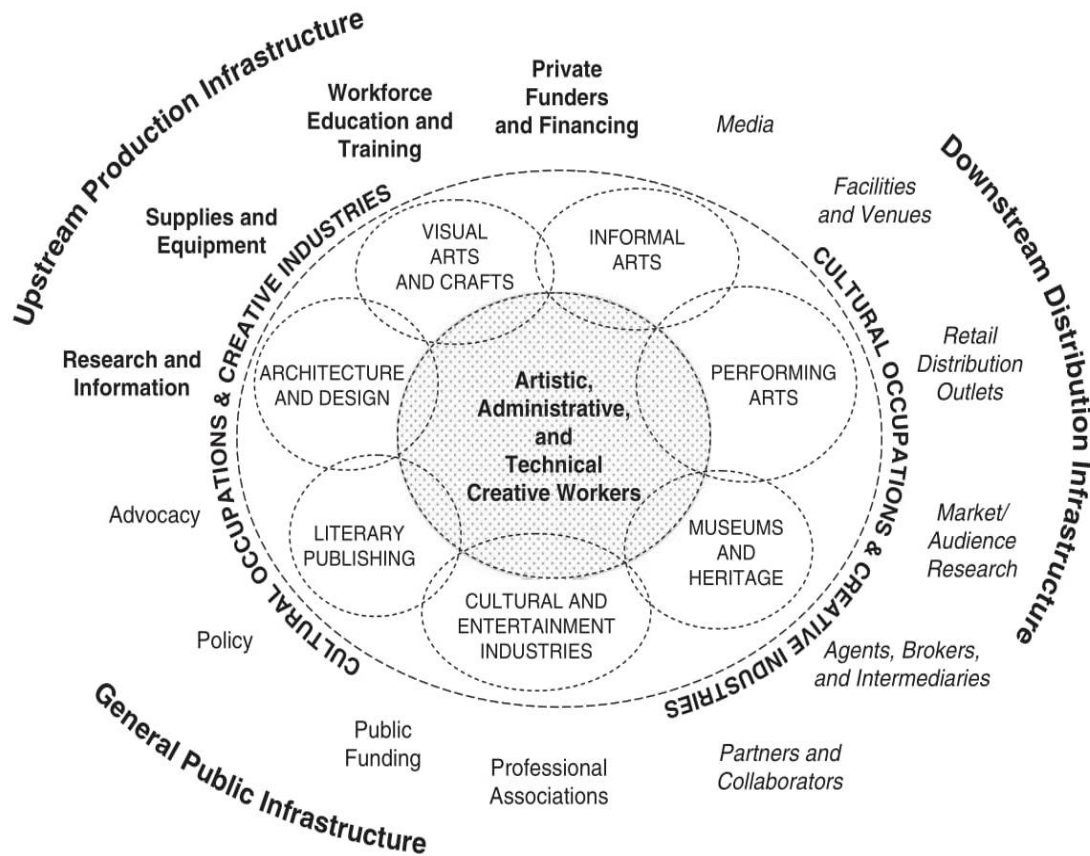 Upstream Production Infrastructure
Workforce
Education and
Training
Private
Funders
and Financing
Media
Facilities
and Venues
Downstream Distribution Infrastructure
Supplies and
Equipment
CULTURAL OCCUPATIONS & CREATIVE INDUSTRIES
VISUAL
ARTS
AND CRAFTS
INFORMAL
ARTS
CULTURAL OCCUPATIONS & CREATIVE INDUSTRIES
Research and
Information
ARCHITECTURE
AND DESIGN
Artistic,
Administrative,
and
Technical
Creative Workers
PERFORMING
ARTS
Retail
Distribution
Outlets
Advocacy
LITERARY
PUBLISHING
MUSEUMS
AND
HERITAGE
Market/
Audience
Research
CULTURAL AND
ENTERTAINMENT
INDUSTRIES
Policy
Agents, Brokers,
and Intermediaries
General Public Infrastructure
Public
Funding
Professional
Associations
Partners and
Collaborators